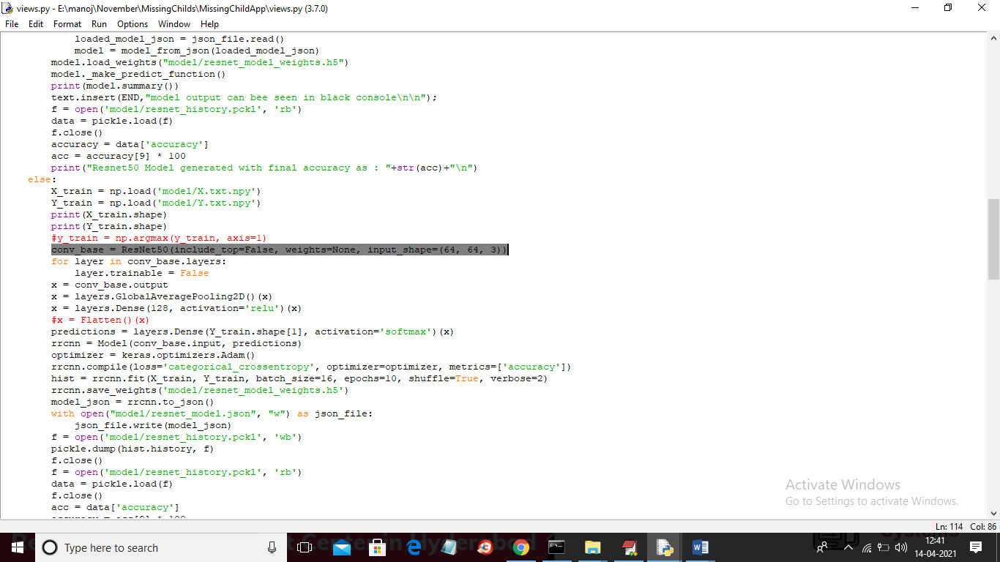 views.py - E:\manoj\November\MissingChilds\MissingChildApp\views.py (3.7.0)
File Edit Format Run Options Window Help
loaded_model_json = json_file.read()
model = model_from_json(loaded_model_json)
model.load_weights("model/resnet_model_weights.h5")
model._make_predict_function()
print(model.summary())
text.insert(END,"model output can bee seen in black console\n\n");
f = open('model/resnet_history.pckl', 'rb')
data = pickle.load(f)
f.close()
accuracy = data['accuracy']
acc = accuracy[9] * 100
print("Resnet50 Model generated with final accuracy as : "+str(acc)+"\n")
else:
X_train = np.load('model/X.txt.npy')
Y_train = np.load('model/Y.txt.npy')
print(X_train.shape)
print(Y_train.shape)
#y_train = np.argmax(y_train, axis=1)
conv_base = ResNet50(include_top=False, weights=None, input_shape=(64, 64, 3))
for layer in conv_base.layers:
layer.trainable = False
x = conv_base.output
x = layers.GlobalAveragePooling2D()(x)
x = layers.Dense(128, activation='relu')(x)
#x = Flatten()(x)
predictions = layers.Dense(Y_train.shape[1], activation='softmax')(x)
rrcnn = Model(conv_base.input, predictions)
optimizer = keras.optimizers.Adam()
rrcnn.compile(loss='categorical_crossentropy', optimizer=optimizer, metrics=['accuracy'])
hist = rrcnn.fit(X_train, Y_train, batch_size=16, epochs=10, shuffle=True, verbose=2)
rrcnn.save_weights('model/resnet_model_weights.h5')
model_json = rrcnn.to_json()
with open("model/resnet_model.json", "w") as json_file:
json_file.write(model_json)
f = open('model/resnet_history.pckl', 'wb')
pickle.dump(hist.history, f)
f.close()
f = open('model/resnet_history.pckl', 'rb')
data = pickle.load(f)
f.close()
acc = data['accuracy']
Activate Windows
Go to Settings to activate Windows.
Ln: 114 Col: 86
Type here to search
12:41
14-04-2021